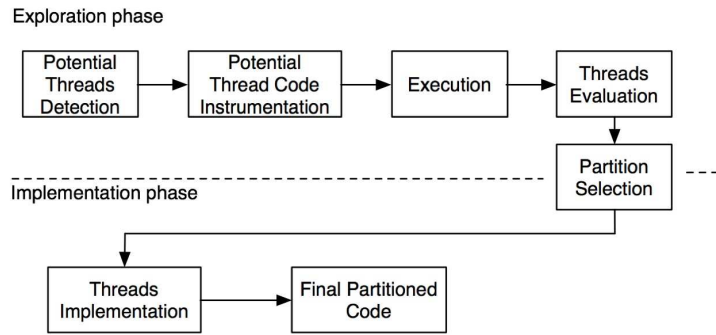 Exploration phase
Potential
Threads
Detection
Potential
Thread Code
Instrumentation
Execution
Threads
Evaluation
Partition
Selection
Implementation phase
Threads
Implementation
Final Partitioned
Code